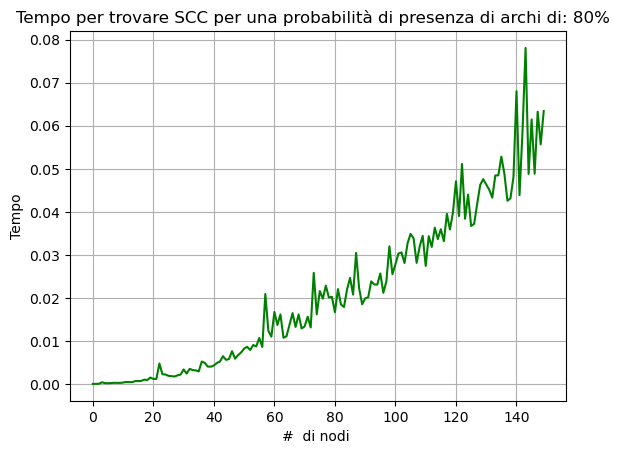 Tempo per trovare SCC per una probabilità di presenza di archi di: 80%
0.08
0.07
0.06
0.05
0.04
0.03
0.02
0.01
0.00
Tempo
0 20 40 60 80 100 120 140
#  di nodi